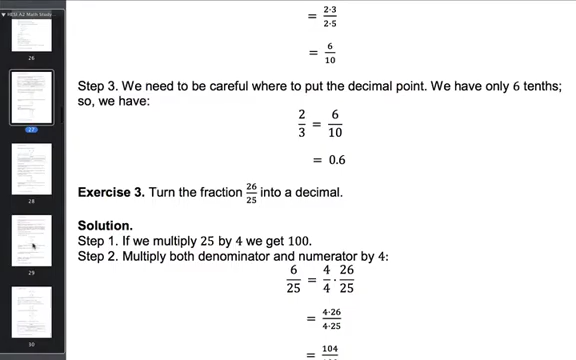 HESI A2 Math Study...
26
27
28
29
30
= 2·3/2·5
= 6/10
Step 3. We need to be careful where to put the decimal point. We have only 6 tenths;
so, we have:
2/3 = 6/10
= 0.6
Exercise 3. Turn the fraction 26/25 into a decimal.
Solution.
Step 1. If we multiply 25 by 4 we get 100.
Step 2. Multiply both denominator and numerator by 4:
6/25 = 4/4 · 26/25
= 4·26/4·25
= 104